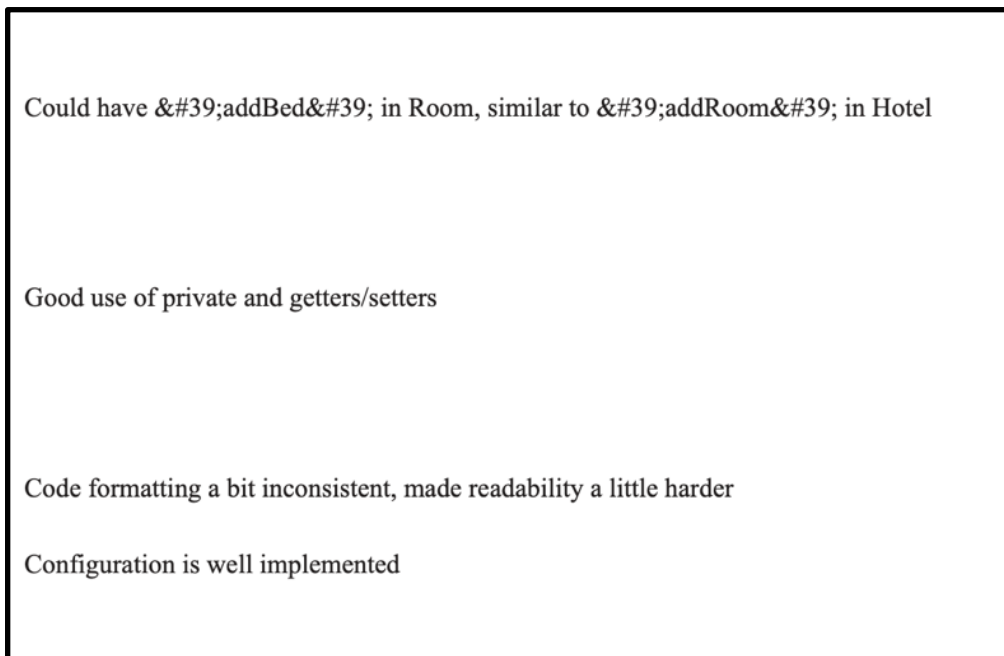 Could have &#39;addBed&#39; in Room, similar to &#39;addRoom&#39; in Hotel
Good use of private and getters/setters
Code formatting a bit inconsistent, made readability a little harder
Configuration is well implemented